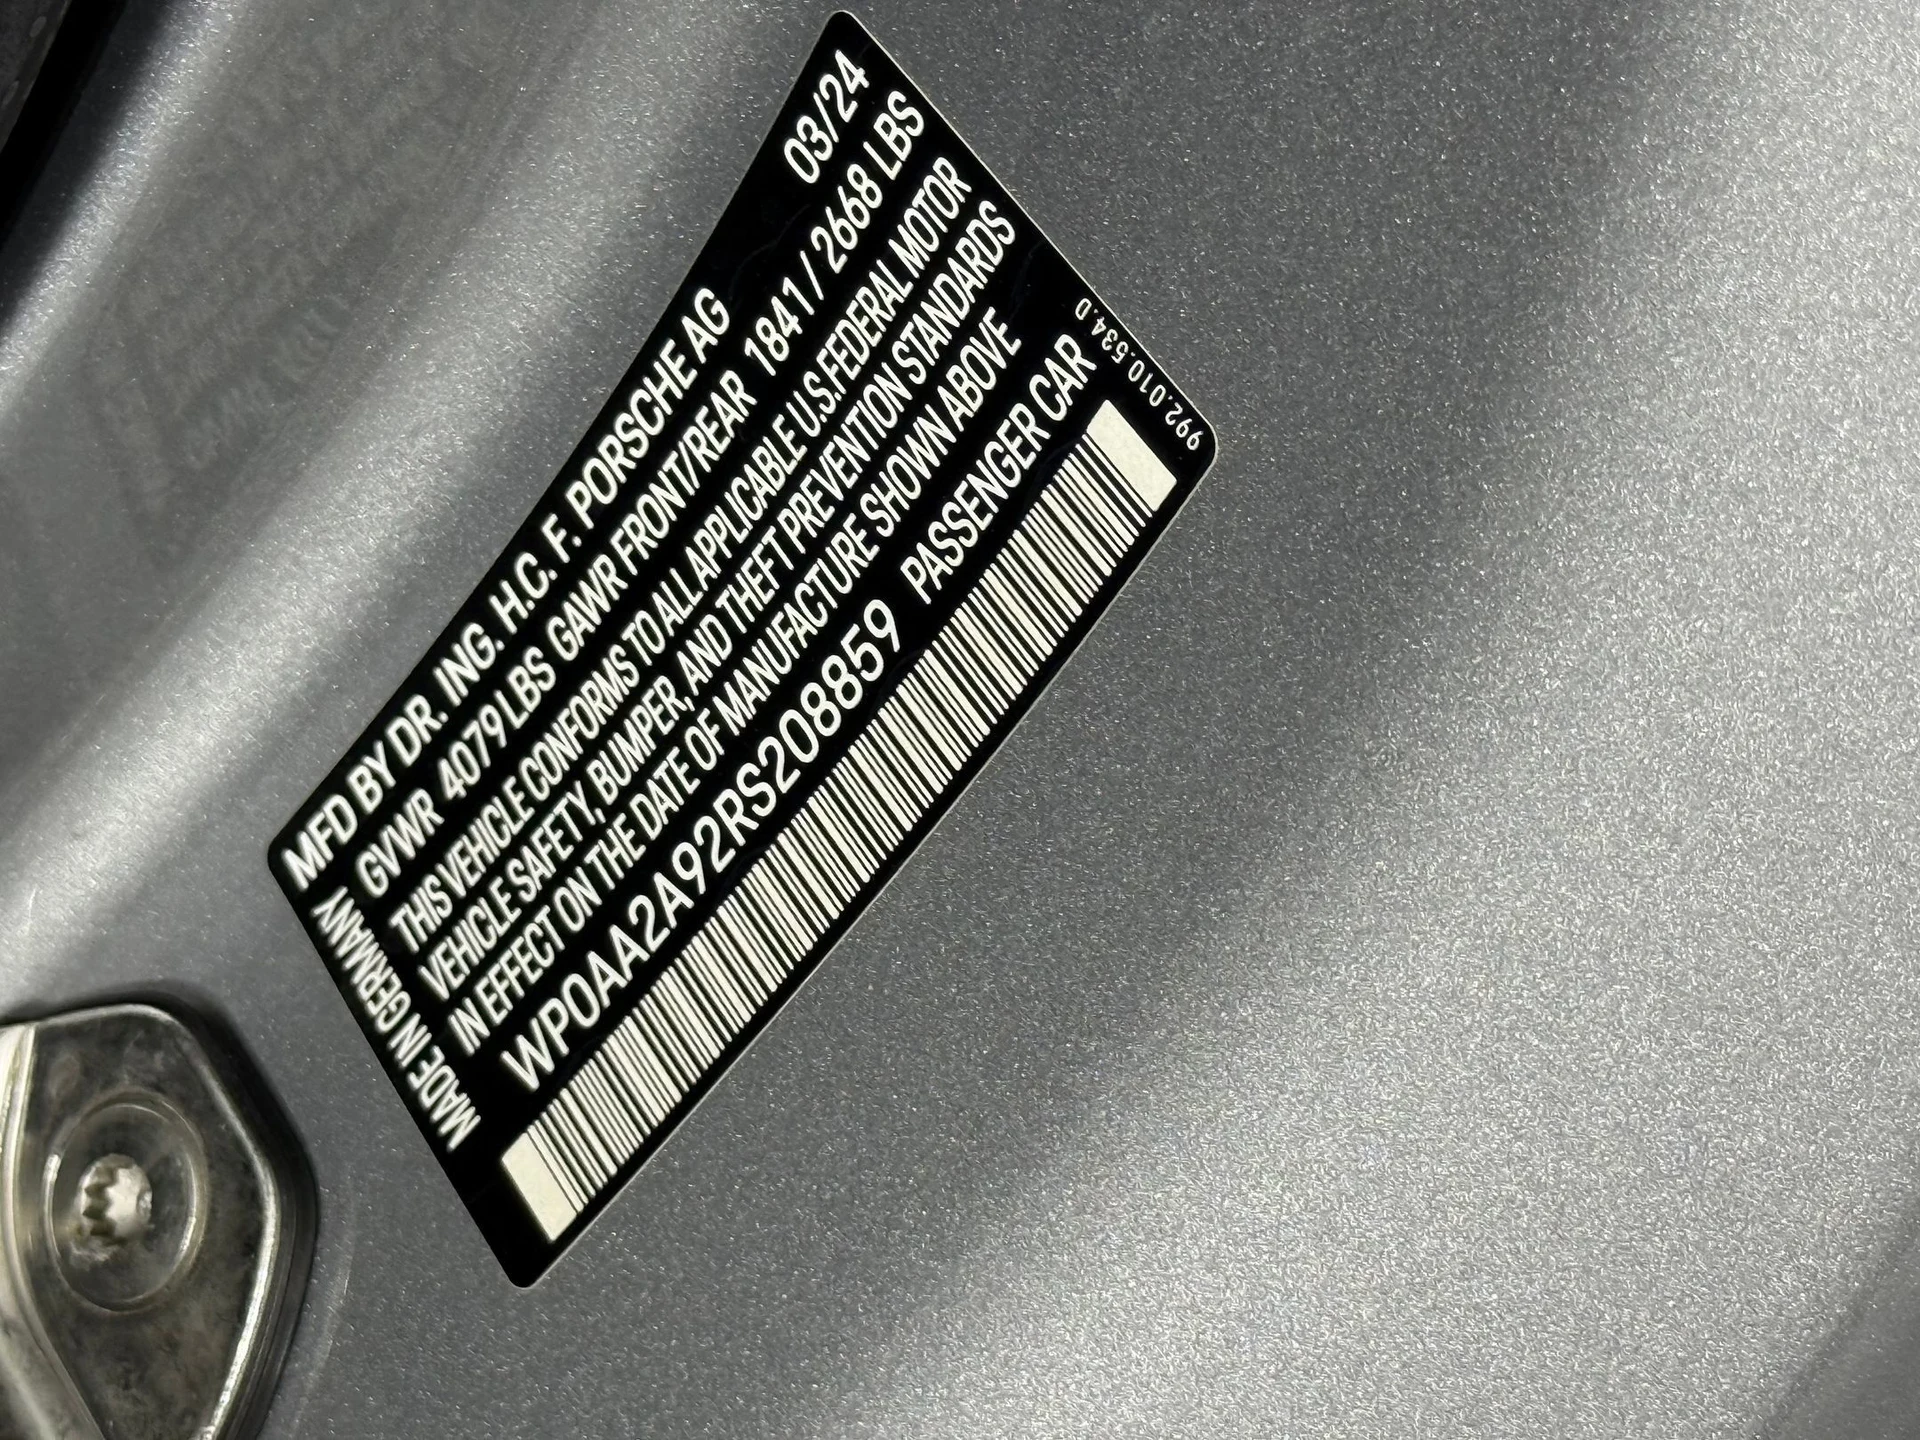 MFD BY DR. ING. H.C. F. PORSCHE AG 03/24
GVWR 4079 LBS GAWR FRONT/REAR 1841 / 2668 LBS
THIS VEHICLE CONFORMS TO ALL APPLICABLE U.S.FEDERAL MOTOR
VEHICLE SAFETY, BUMPER, AND THEFT PREVENTION STANDARDS
IN EFFECT ON THE DATE OF MANUFACTURE SHOWN ABOVE
WP0AA2A92RS208859 PASSENGER CAR
MADE IN GERMANY
992.010.534.D